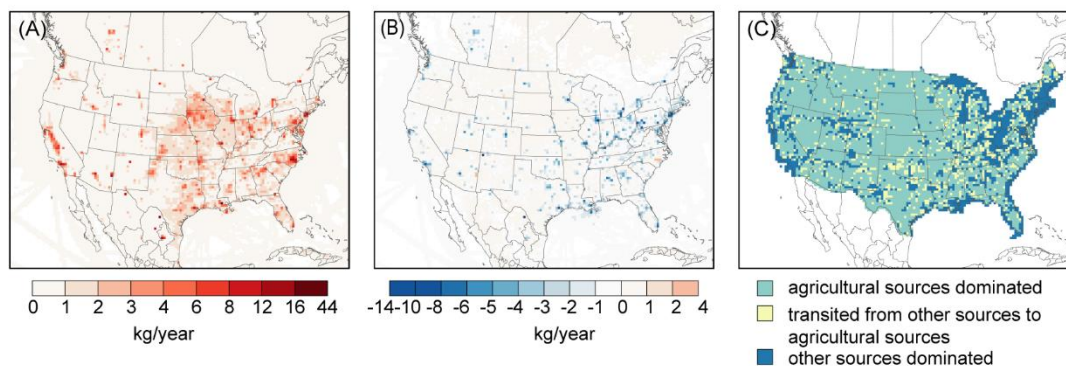 (A)
(B)
(C)
0 1 2 3 4 6 8 12 16 44
kg/year
-14 -10 -8 -6 -5 -4 -3 -2 -1 0 1 2 4
kg/year
agricultural sources dominated
transited from other sources to
agricultural sources
other sources dominated